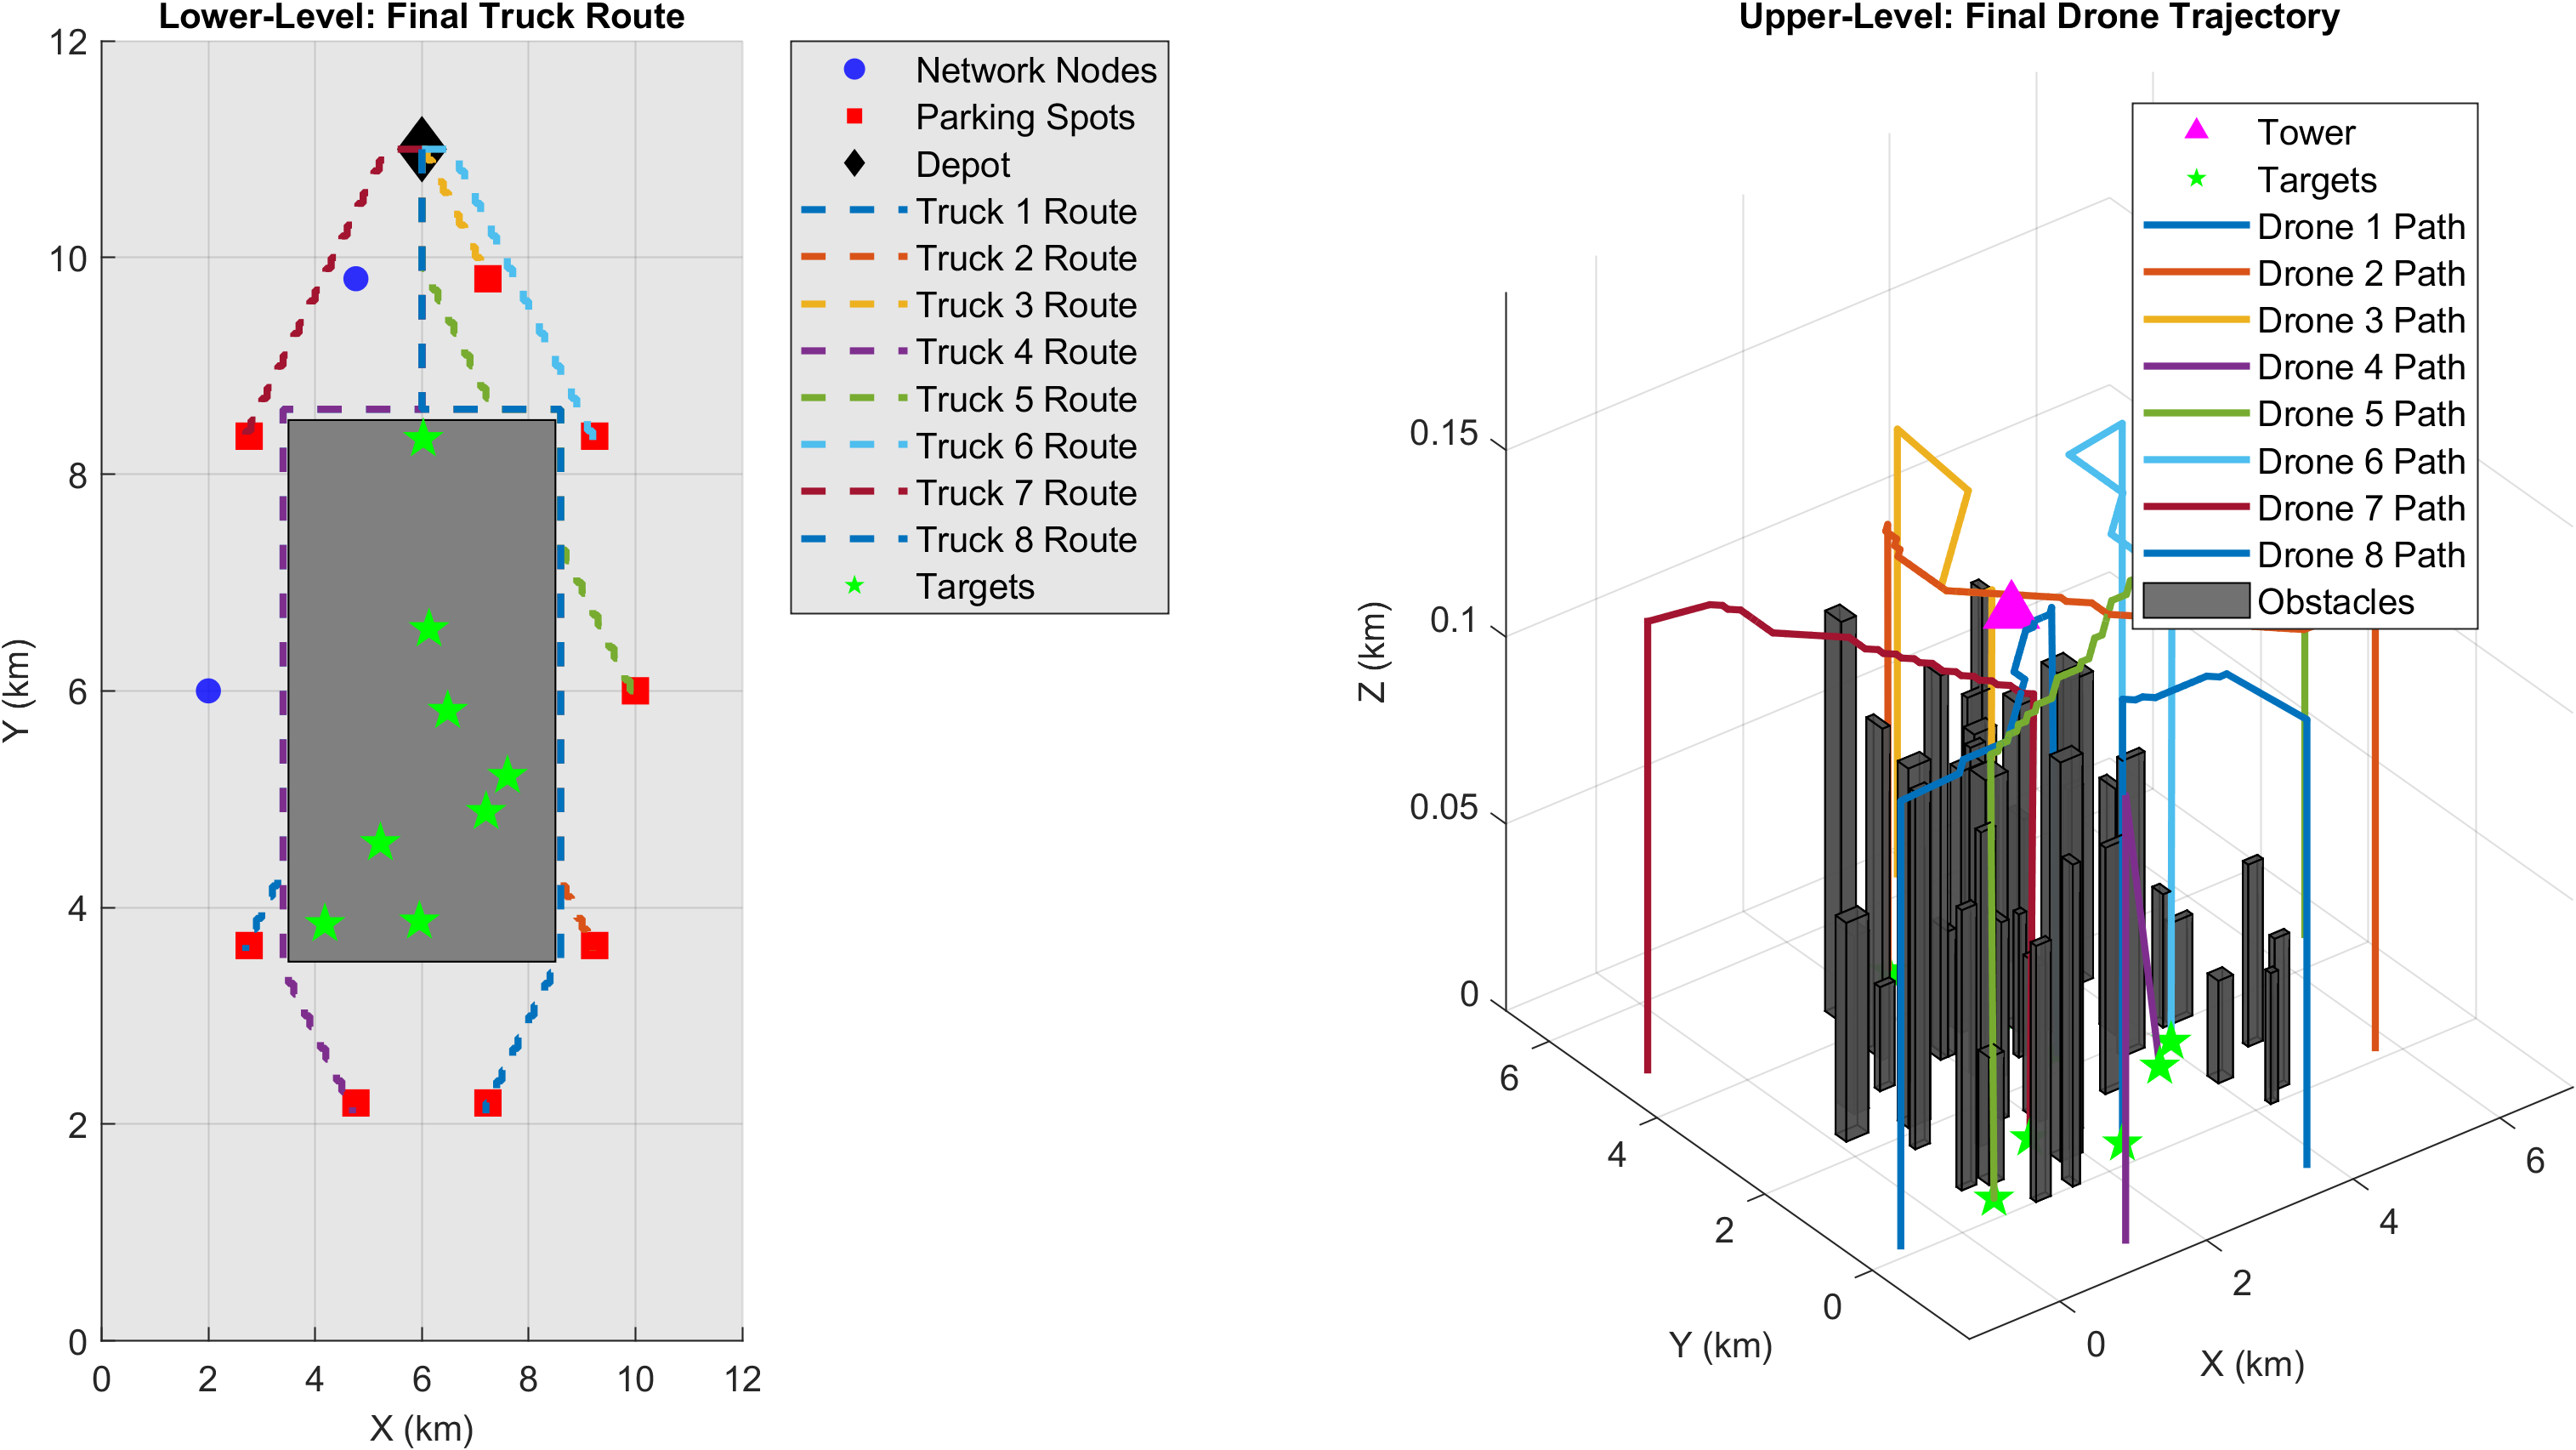 Lower-Level: Final Truck Route
12
10
8
6
4
2
0
0 2 4 6 8 10 12
Y (km)
X (km)
Network Nodes
Parking Spots
Depot
Truck 1 Route
Truck 2 Route
Truck 3 Route
Truck 4 Route
Truck 5 Route
Truck 6 Route
Truck 7 Route
Truck 8 Route
Targets
Upper-Level: Final Drone Trajectory
Tower
Targets
Drone 1 Path
Drone 2 Path
Drone 3 Path
Drone 4 Path
Drone 5 Path
Drone 6 Path
Drone 7 Path
Drone 8 Path
Obstacles
0.15
0.1
0.05
0
Z (km)
6
4
2
0
Y (km)
0
2
4
6
X (km)